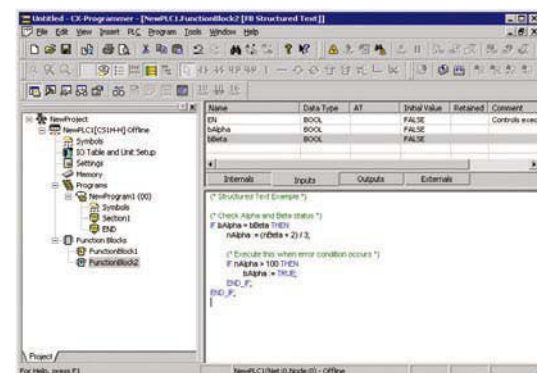 Untitled - CX-Programmer - [NewPLC1.FunctionBlock2 [FB Structured Text]]
File Edit View Insert PLC Program Tools Window Help
NewProject
NewPLC1[CS1H-H] Offline
Symbols
IO Table and Unit Setup
Settings
Memory
Programs
NewProgram1 (00)
Symbols
Section1
END
Function Blocks
FunctionBlock1
FunctionBlock2
Project
Name Data Type AT Initial Value Retained Comment
EN BOOL FALSE Controls exec
bAlpha BOOL FALSE
bBeta BOOL FALSE
Internals Inputs Outputs Externals
(* Structured Text Example *)
(* Check Alpha and Beta status *)
IF bAlpha = bBeta THEN
nAlpha := (nBeta + 2) / 3;
(* Execute this when error condition occurs *)
IF nAlpha > 100 THEN
bAlpha := TRUE;
END_IF;
END_IF;
For Help, press F1 NewPLC1(Net:0,Node:0) - Offline